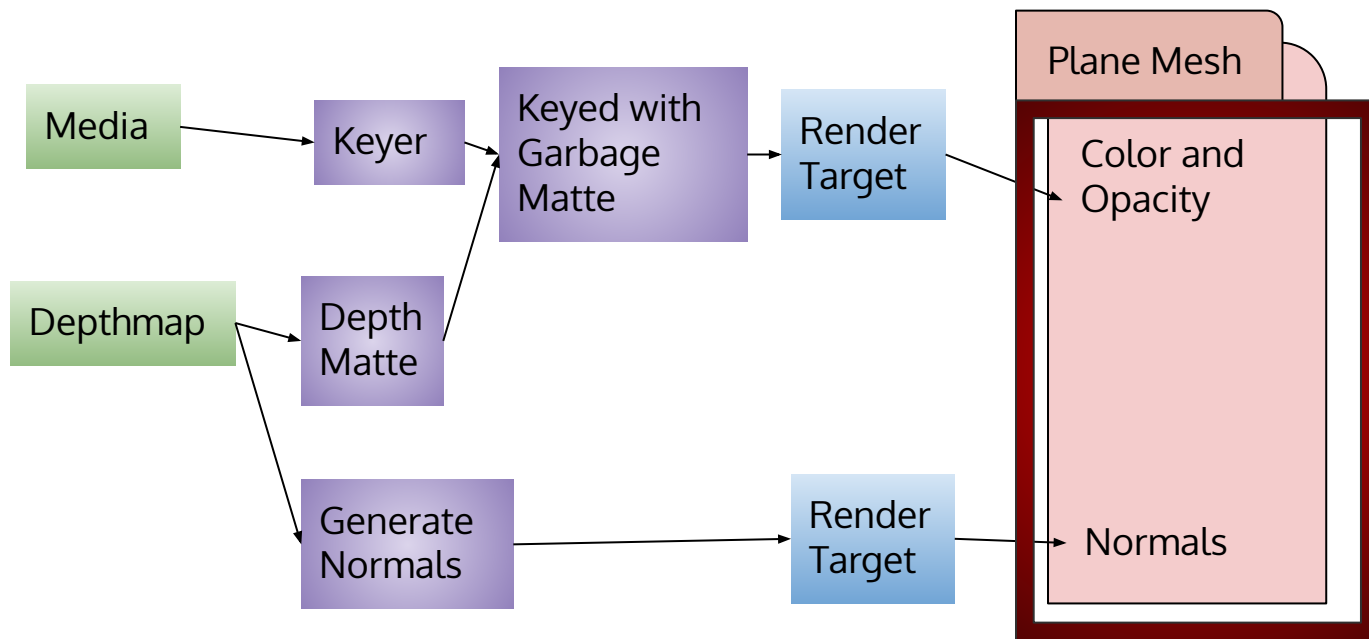 Plane Mesh
Media
Keyer
Keyed with
Garbage
Matte
Render
Target
Color and
Opacity
Depthmap
Depth
Matte
Generate
Normals
Render
Target
Normals